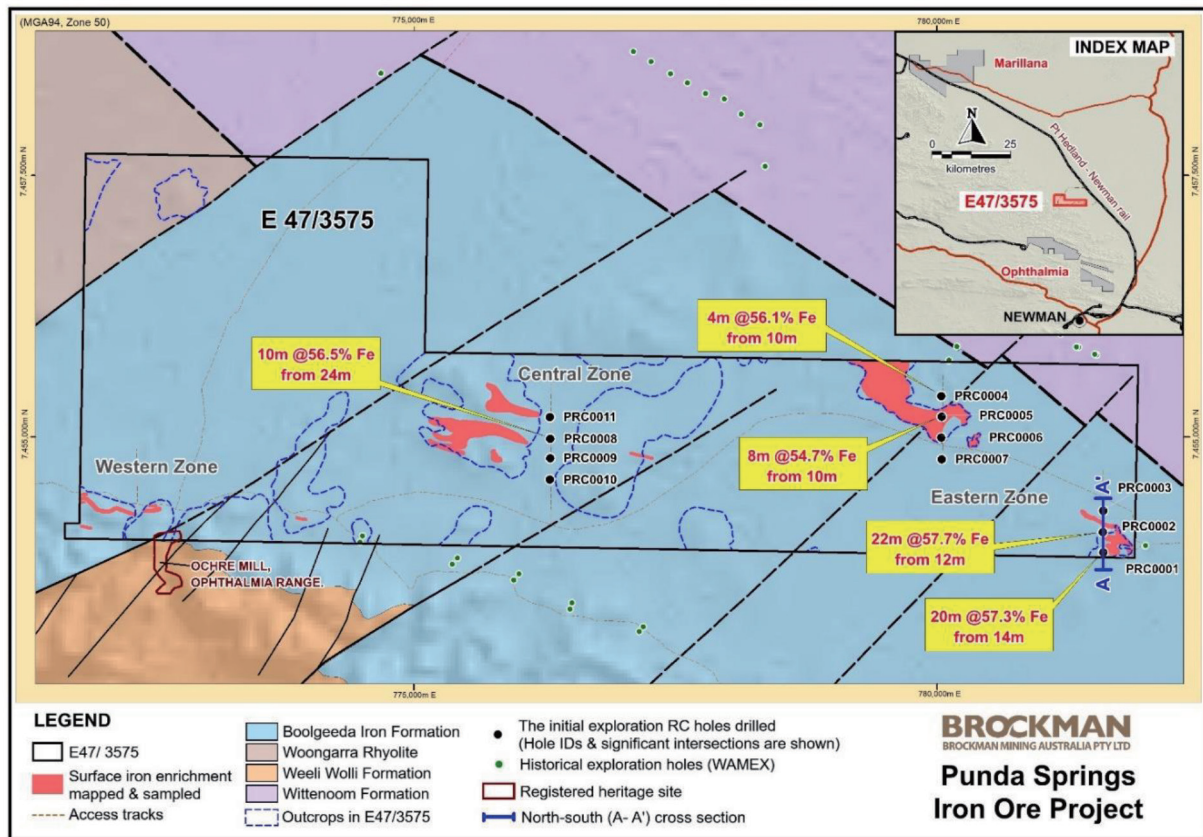 (MGA94, Zone 50)
775,000m E
780,000m E
7,457,500m N
7,457,500m N
7,455,000m N
7,455,000m N
INDEX MAP
Marillana
N
0 25
kilometres
Pt Hedland - Newman rail
E47/3575
Ophthalmia
NEWMAN
E 47/3575
4m @56.1% Fe
from 10m
10m @56.5% Fe
from 24m
Central Zone
PRC0011
PRC0008
PRC0009
PRC0010
PRC0004
PRC0005
PRC0006
PRC0007
8m @54.7% Fe
from 10m
Western Zone
Eastern Zone
A'
PRC0003
PRC0002
PRC0001
A
22m @57.7% Fe
from 12m
20m @57.3% Fe
from 14m
OCHRE MILL,
OPHTHALMIA RANGE.
775,000m E
780,000m E
LEGEND
E47/ 3575
Surface iron enrichment
mapped & sampled
Access tracks
Boolgeeda Iron Formation
Woongarra Rhyolite
Weeli Wolli Formation
Wittenoom Formation
Outcrops in E47/3575
The initial exploration RC holes drilled
(Hole IDs & significant intersections are shown)
Historical exploration holes (WAMEX)
Registered heritage site
North-south (A- A') cross section
BROCKMAN
BROCKMAN MINING AUSTRALIA PTY LTD
Punda Springs
Iron Ore Project